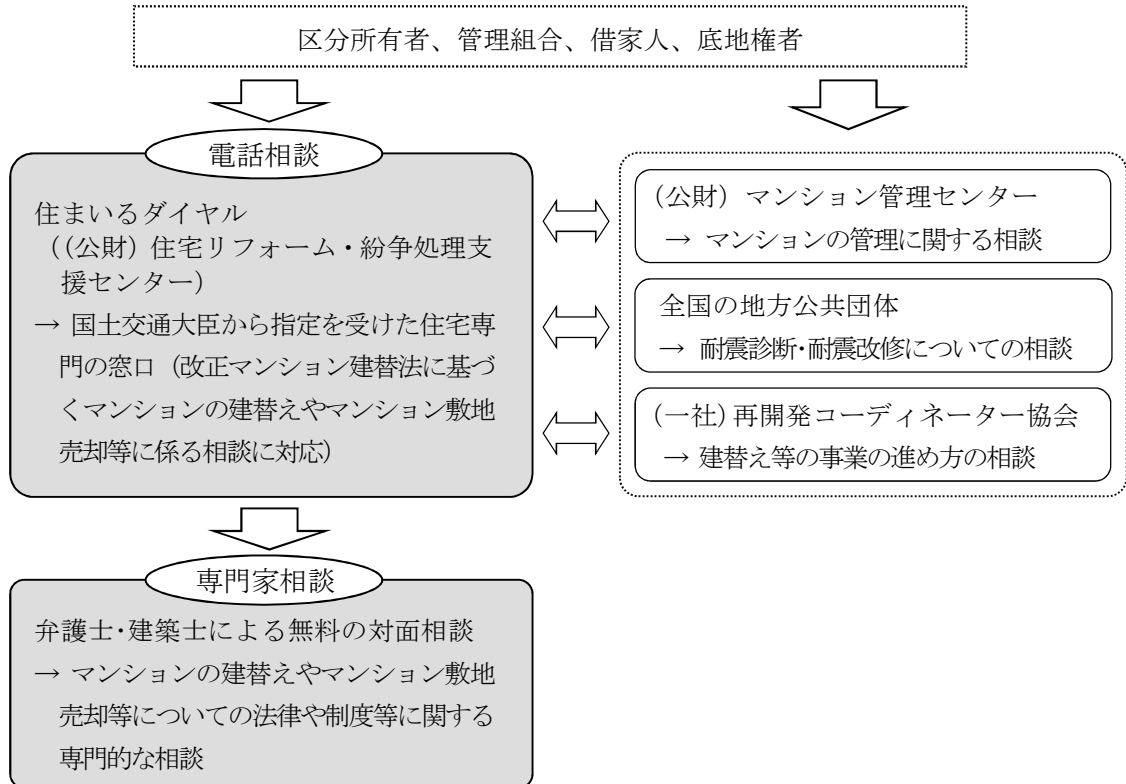 区分所有者、管理組合、借家人、底地権者
電話相談
住まいるダイヤル
((公財)住宅リフォーム・紛争処理支
援センター)
→ 国土交通大臣から指定を受けた住宅専
門の窓口(改正マンション建替法に基づ
くマンションの建替えやマンション敷地
売却等に係る相談に対応)
(公財)マンション管理センター
→ マンションの管理に関する相談
全国の地方公共団体
→ 耐震診断・耐震改修についての相談
(一社)再開発コーディネーター協会
→ 建替え等の事業の進め方の相談
専門家相談
弁護士・建築士による無料の対面相談
→ マンションの建替えやマンション敷地
売却等についての法律や制度等に関する
専門的な相談